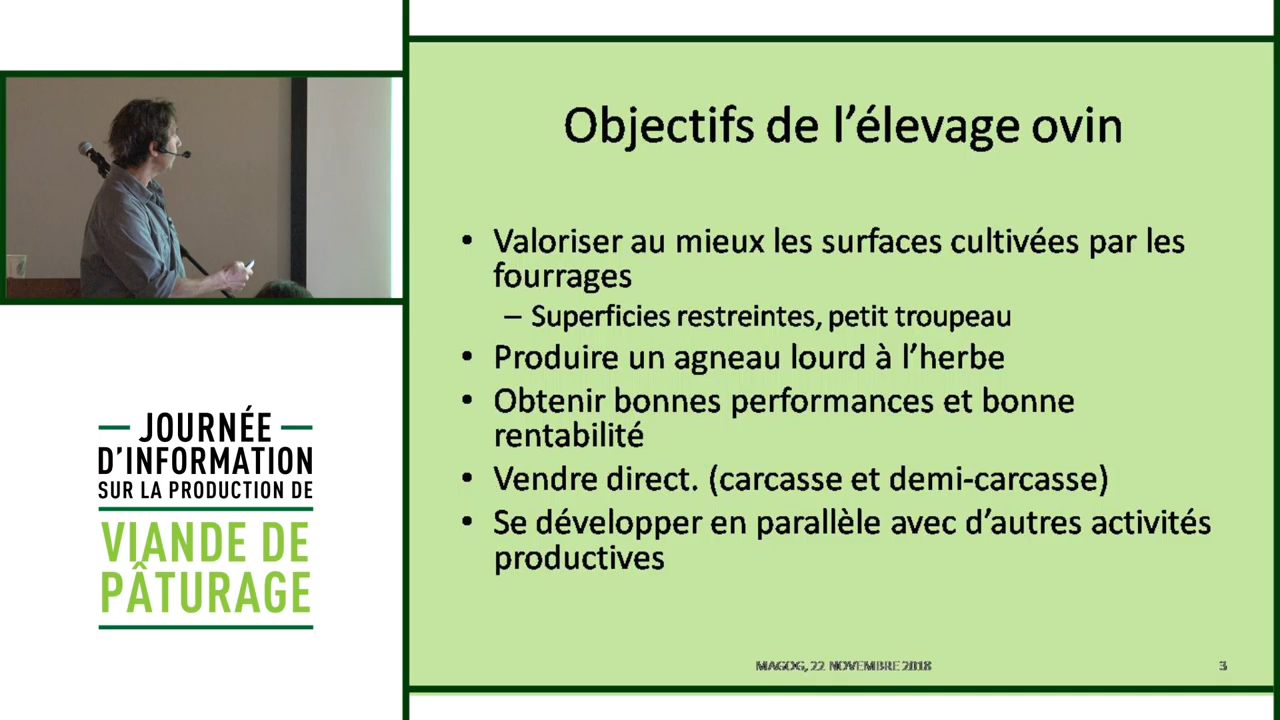 Objectifs de l'élevage ovin
• Valoriser au mieux les surfaces cultivées par les
fourrages
– Superficies restreintes, petit troupeau
• Produire un agneau lourd à l'herbe
• Obtenir bonnes performances et bonne
rentabilité
• Vendre direct. (carcasse et demi-carcasse)
• Se développer en parallèle avec d'autres activités
productives
MAGOG, 22 NOVEMBRE 2018
3
— JOURNÉE —
D'INFORMATION
SUR LA PRODUCTION DE
VIANDE DE
PÂTURAGE